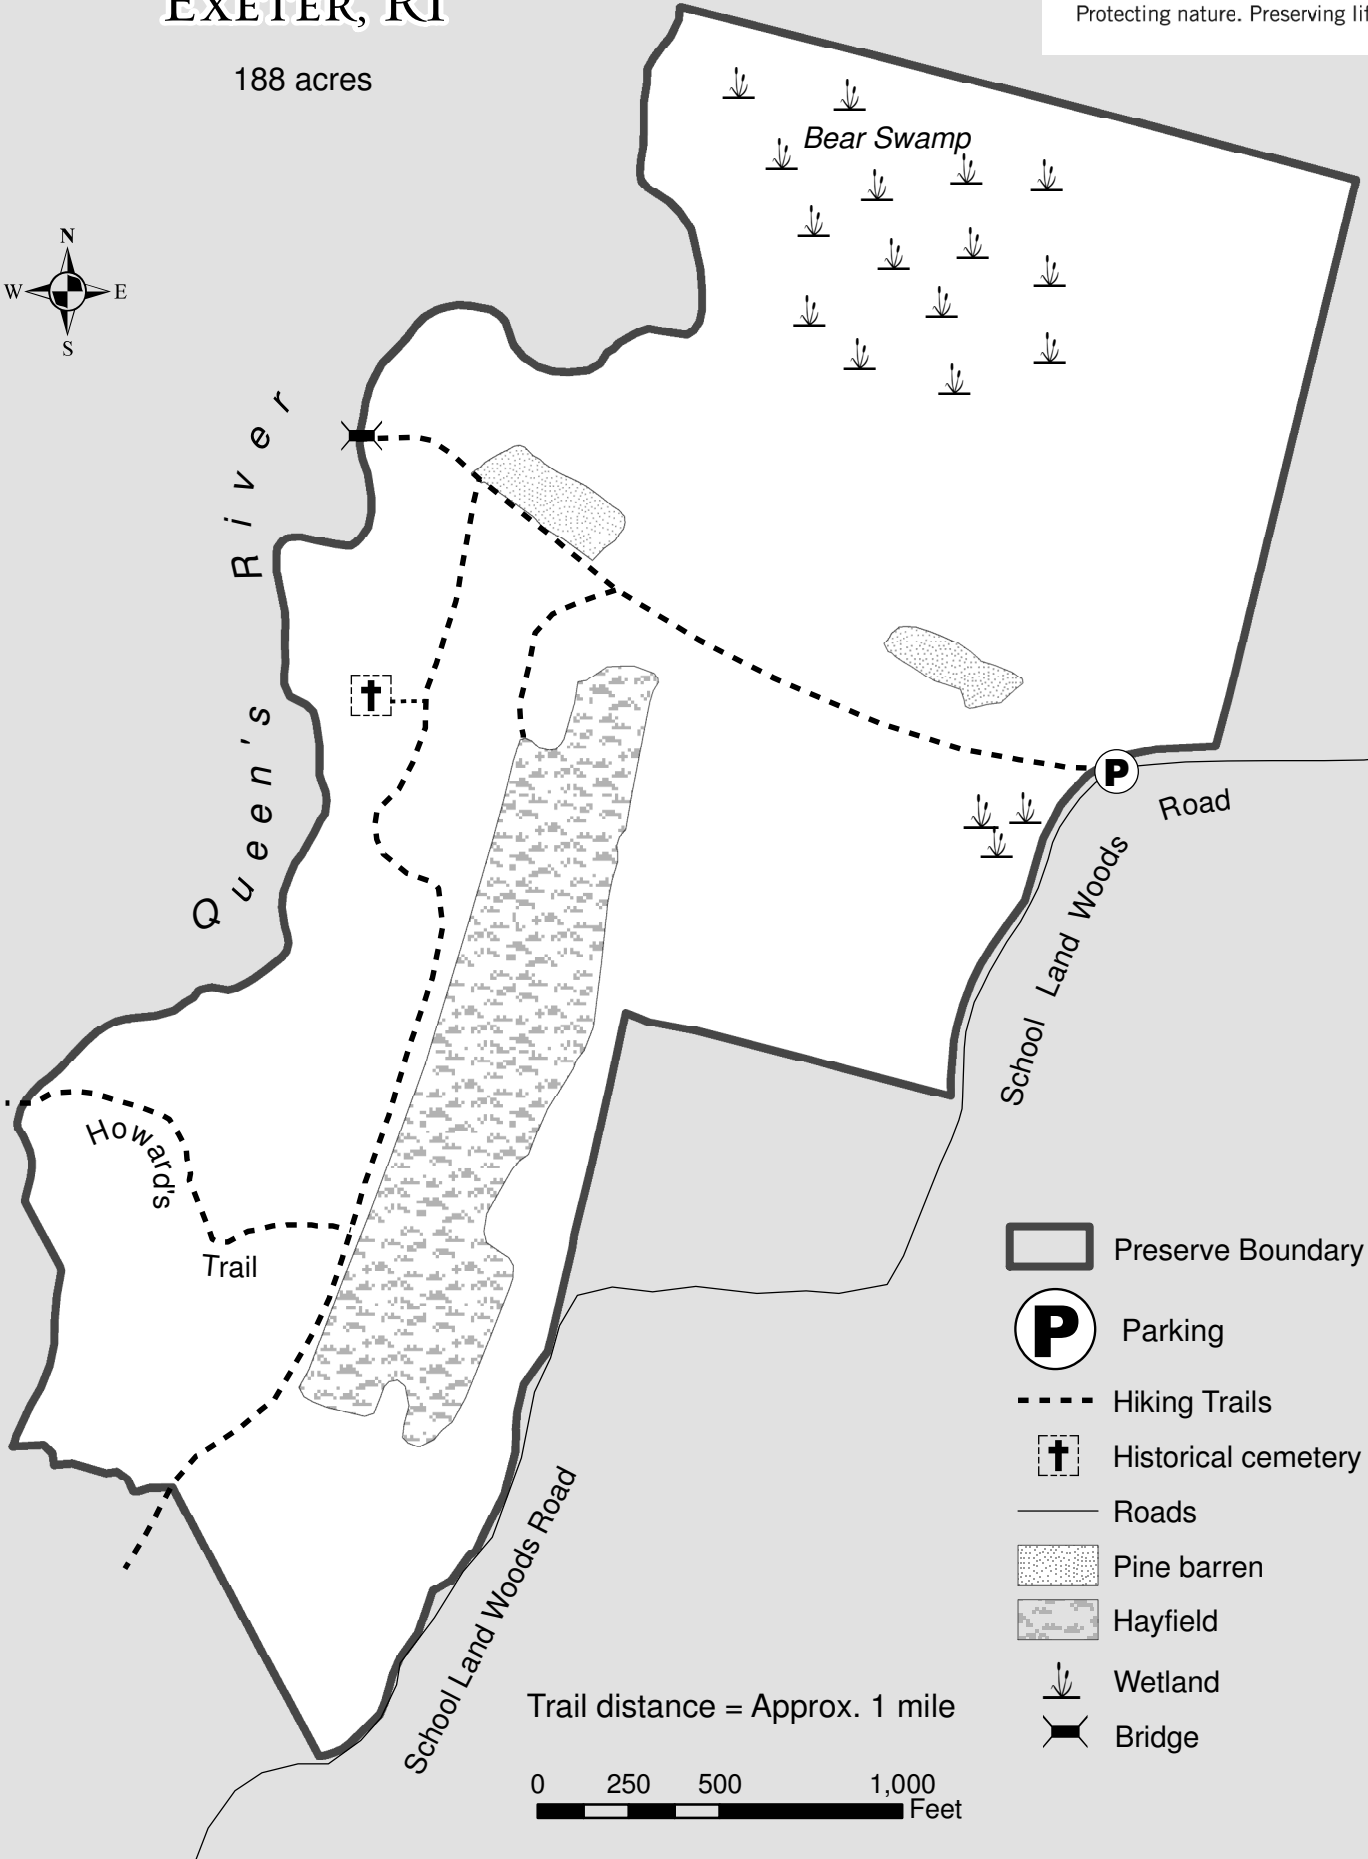 EXETER, RI
Protecting nature. Preserving lif
188 acres
Bear Swamp
N
W E
S
Queen's River
P
Road
School Land Woods
Howard's
Trail
School Land Woods Road
Preserve Boundary
P Parking
Hiking Trails
Historical cemetery
Roads
Pine barren
Hayfield
Wetland
Bridge
Trail distance = Approx. 1 mile
0 250 500 1,000
Feet